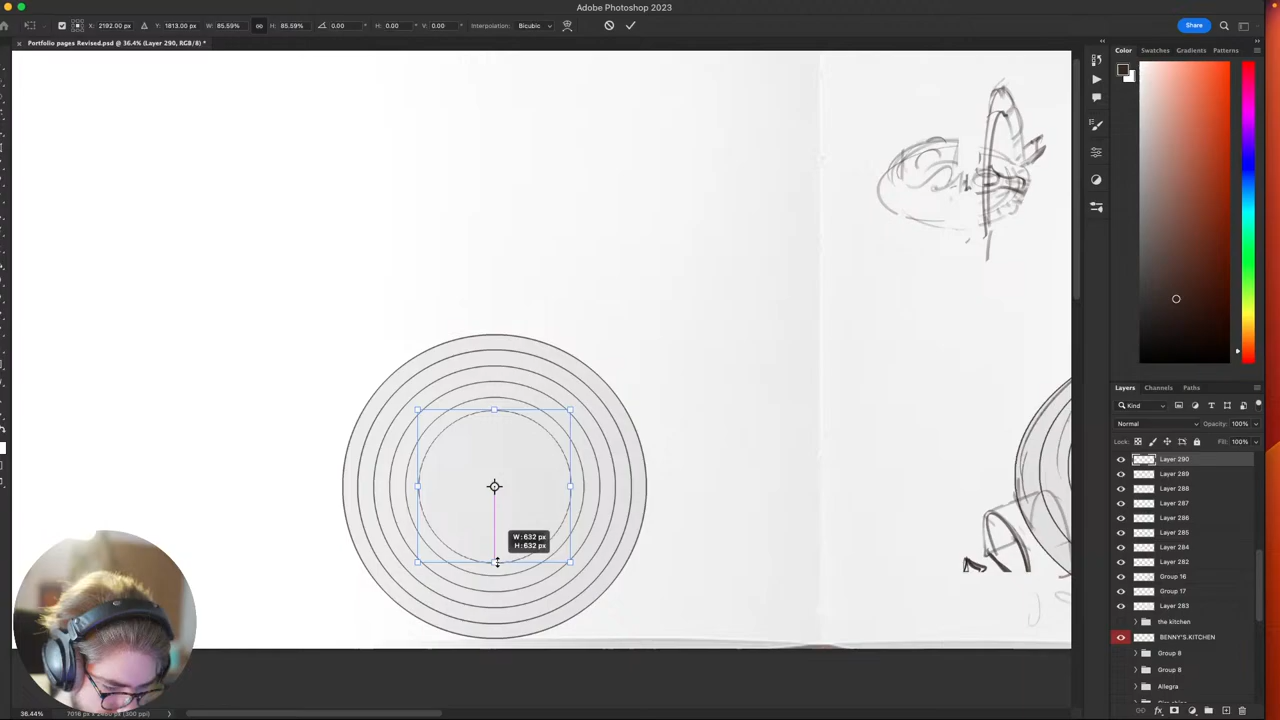 Adobe Photoshop 2023
X: 2192.00 px
Y: 1813.00 px
W: 85.59%
H: 85.59%
0.00
H: 0.00
V: 0.00
Interpolation: Bicubic
Share
Portfolio pages Revised.psd @ 36.4% (Layer 290, RGB/8) *
Color
Swatches
Gradients
Patterns
W: 632 px
H: 632 px
Layers
Channels
Paths
Kind
Normal
Opacity: 100%
Lock:
Fill: 100%
Layer 290
Layer 289
Layer 288
Layer 287
Layer 286
Layer 285
Layer 284
Layer 282
Group 16
Group 17
Layer 283
the kitchen
BENNY'S.KITCHEN
Group 8
Group 8
Allegra
36.44%